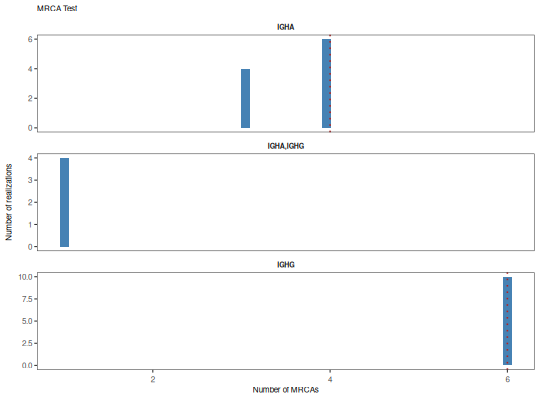 MRCA Test
IGHA
6
4
2
0
IGHA,IGHG
4
3
2
1
0
Number of realizations
IGHG
10.0
7.5
5.0
2.5
0.0
2 4 6
Number of MRCAs